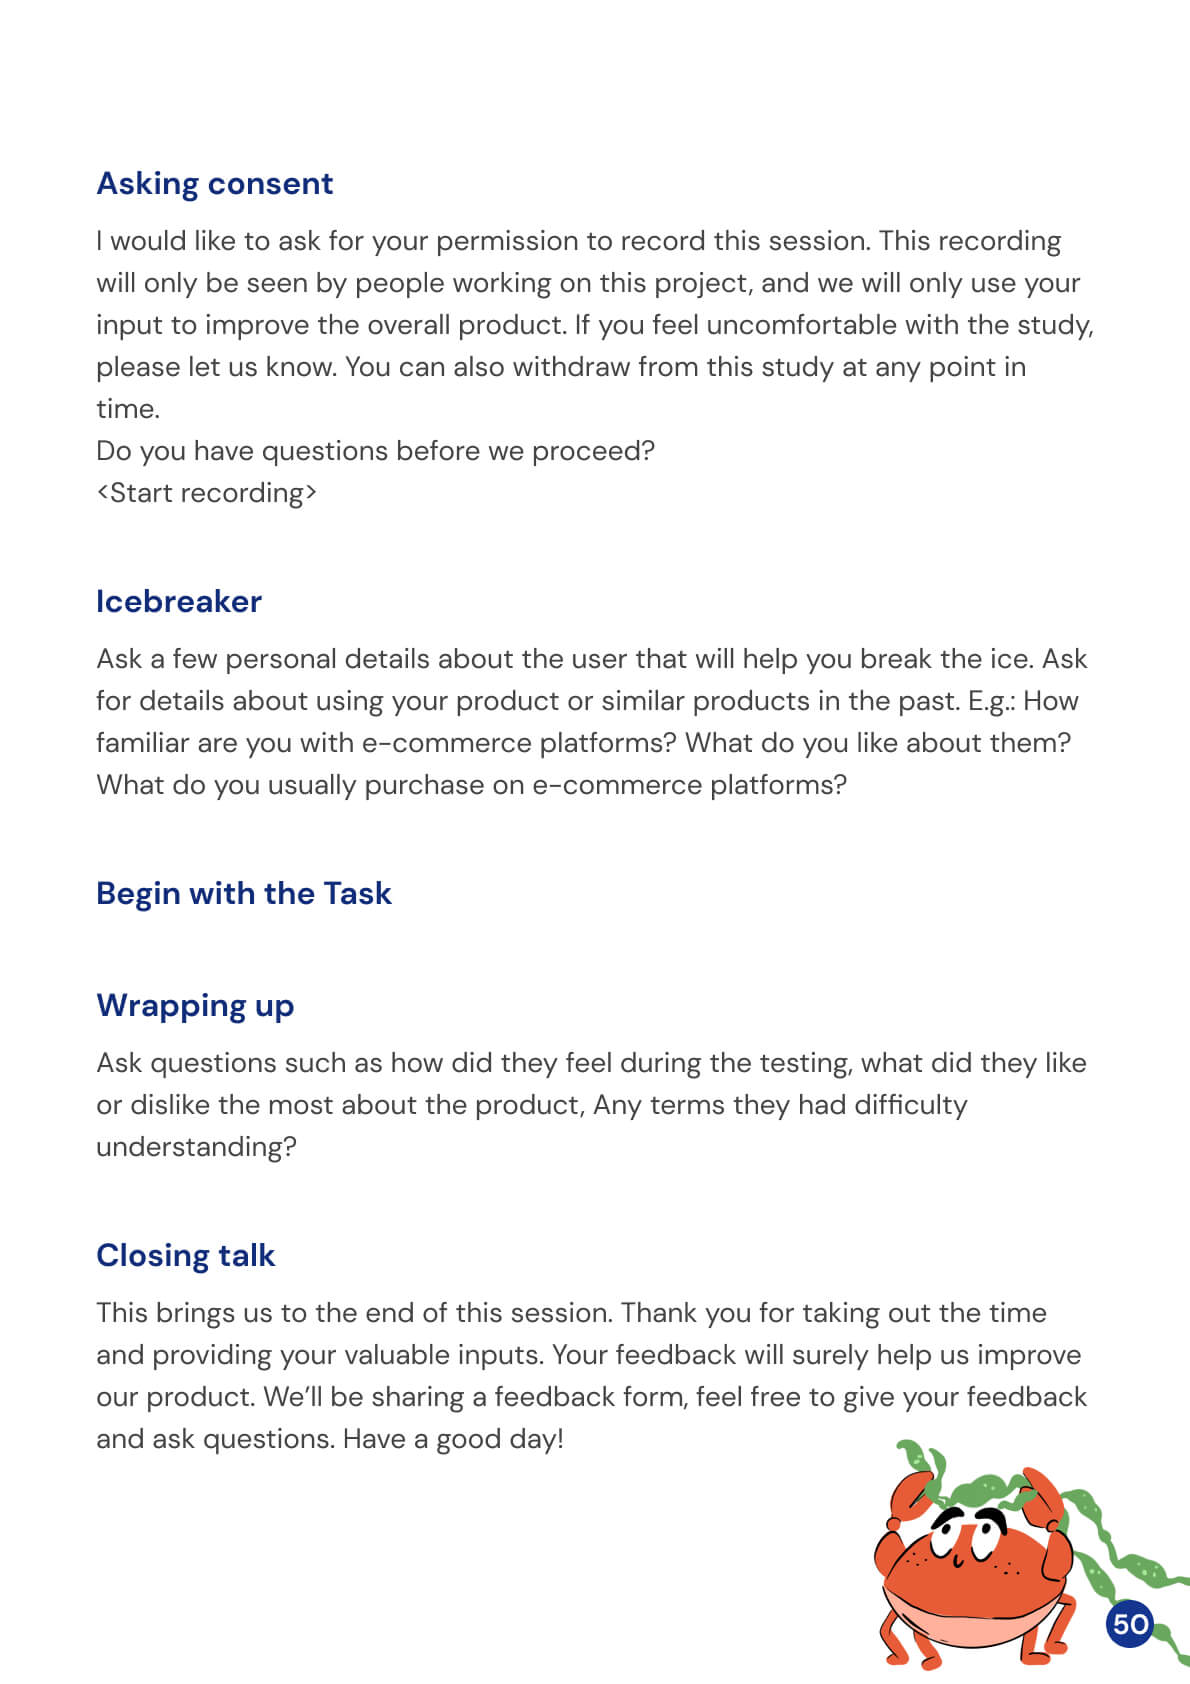 Asking consent
I would like to ask for your permission to record this session. This recording
will only be seen by people working on this project, and we will only use your
input to improve the overall product. If you feel uncomfortable with the study,
please let us know. You can also withdraw from this study at any point in
time.
Do you have questions before we proceed?
<Start recording>
Icebreaker
Ask a few personal details about the user that will help you break the ice. Ask
for details about using your product or similar products in the past. E.g.: How
familiar are you with e-commerce platforms? What do you like about them?
What do you usually purchase on e-commerce platforms?
Begin with the Task
Wrapping up
Ask questions such as how did they feel during the testing, what did they like
or dislike the most about the product, Any terms they had difficulty
understanding?
Closing talk
This brings us to the end of this session. Thank you for taking out the time
and providing your valuable inputs. Your feedback will surely help us improve
our product. We’ll be sharing a feedback form, feel free to give your feedback
and ask questions. Have a good day!
50